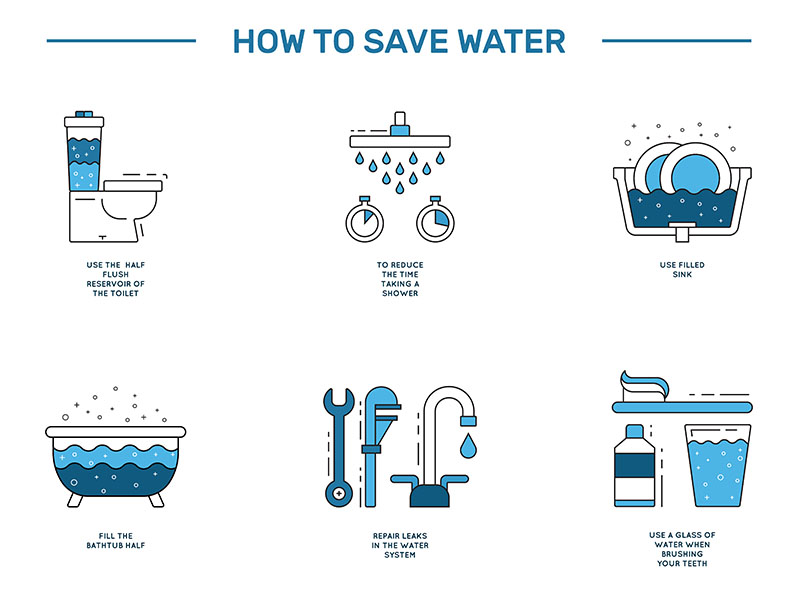 HOW TO SAVE WATER
USE THE HALF
FLUSH
RESERVOIR OF
THE TOILET
TO REDUCE
THE TIME
TAKING A
SHOWER
USE FILLED
SINK
FILL THE
BATHTUB HALF
REPAIR LEAKS
IN THE WATER
SYSTEM
USE A GLASS OF
WATER WHEN
BRUSHING
YOUR TEETH